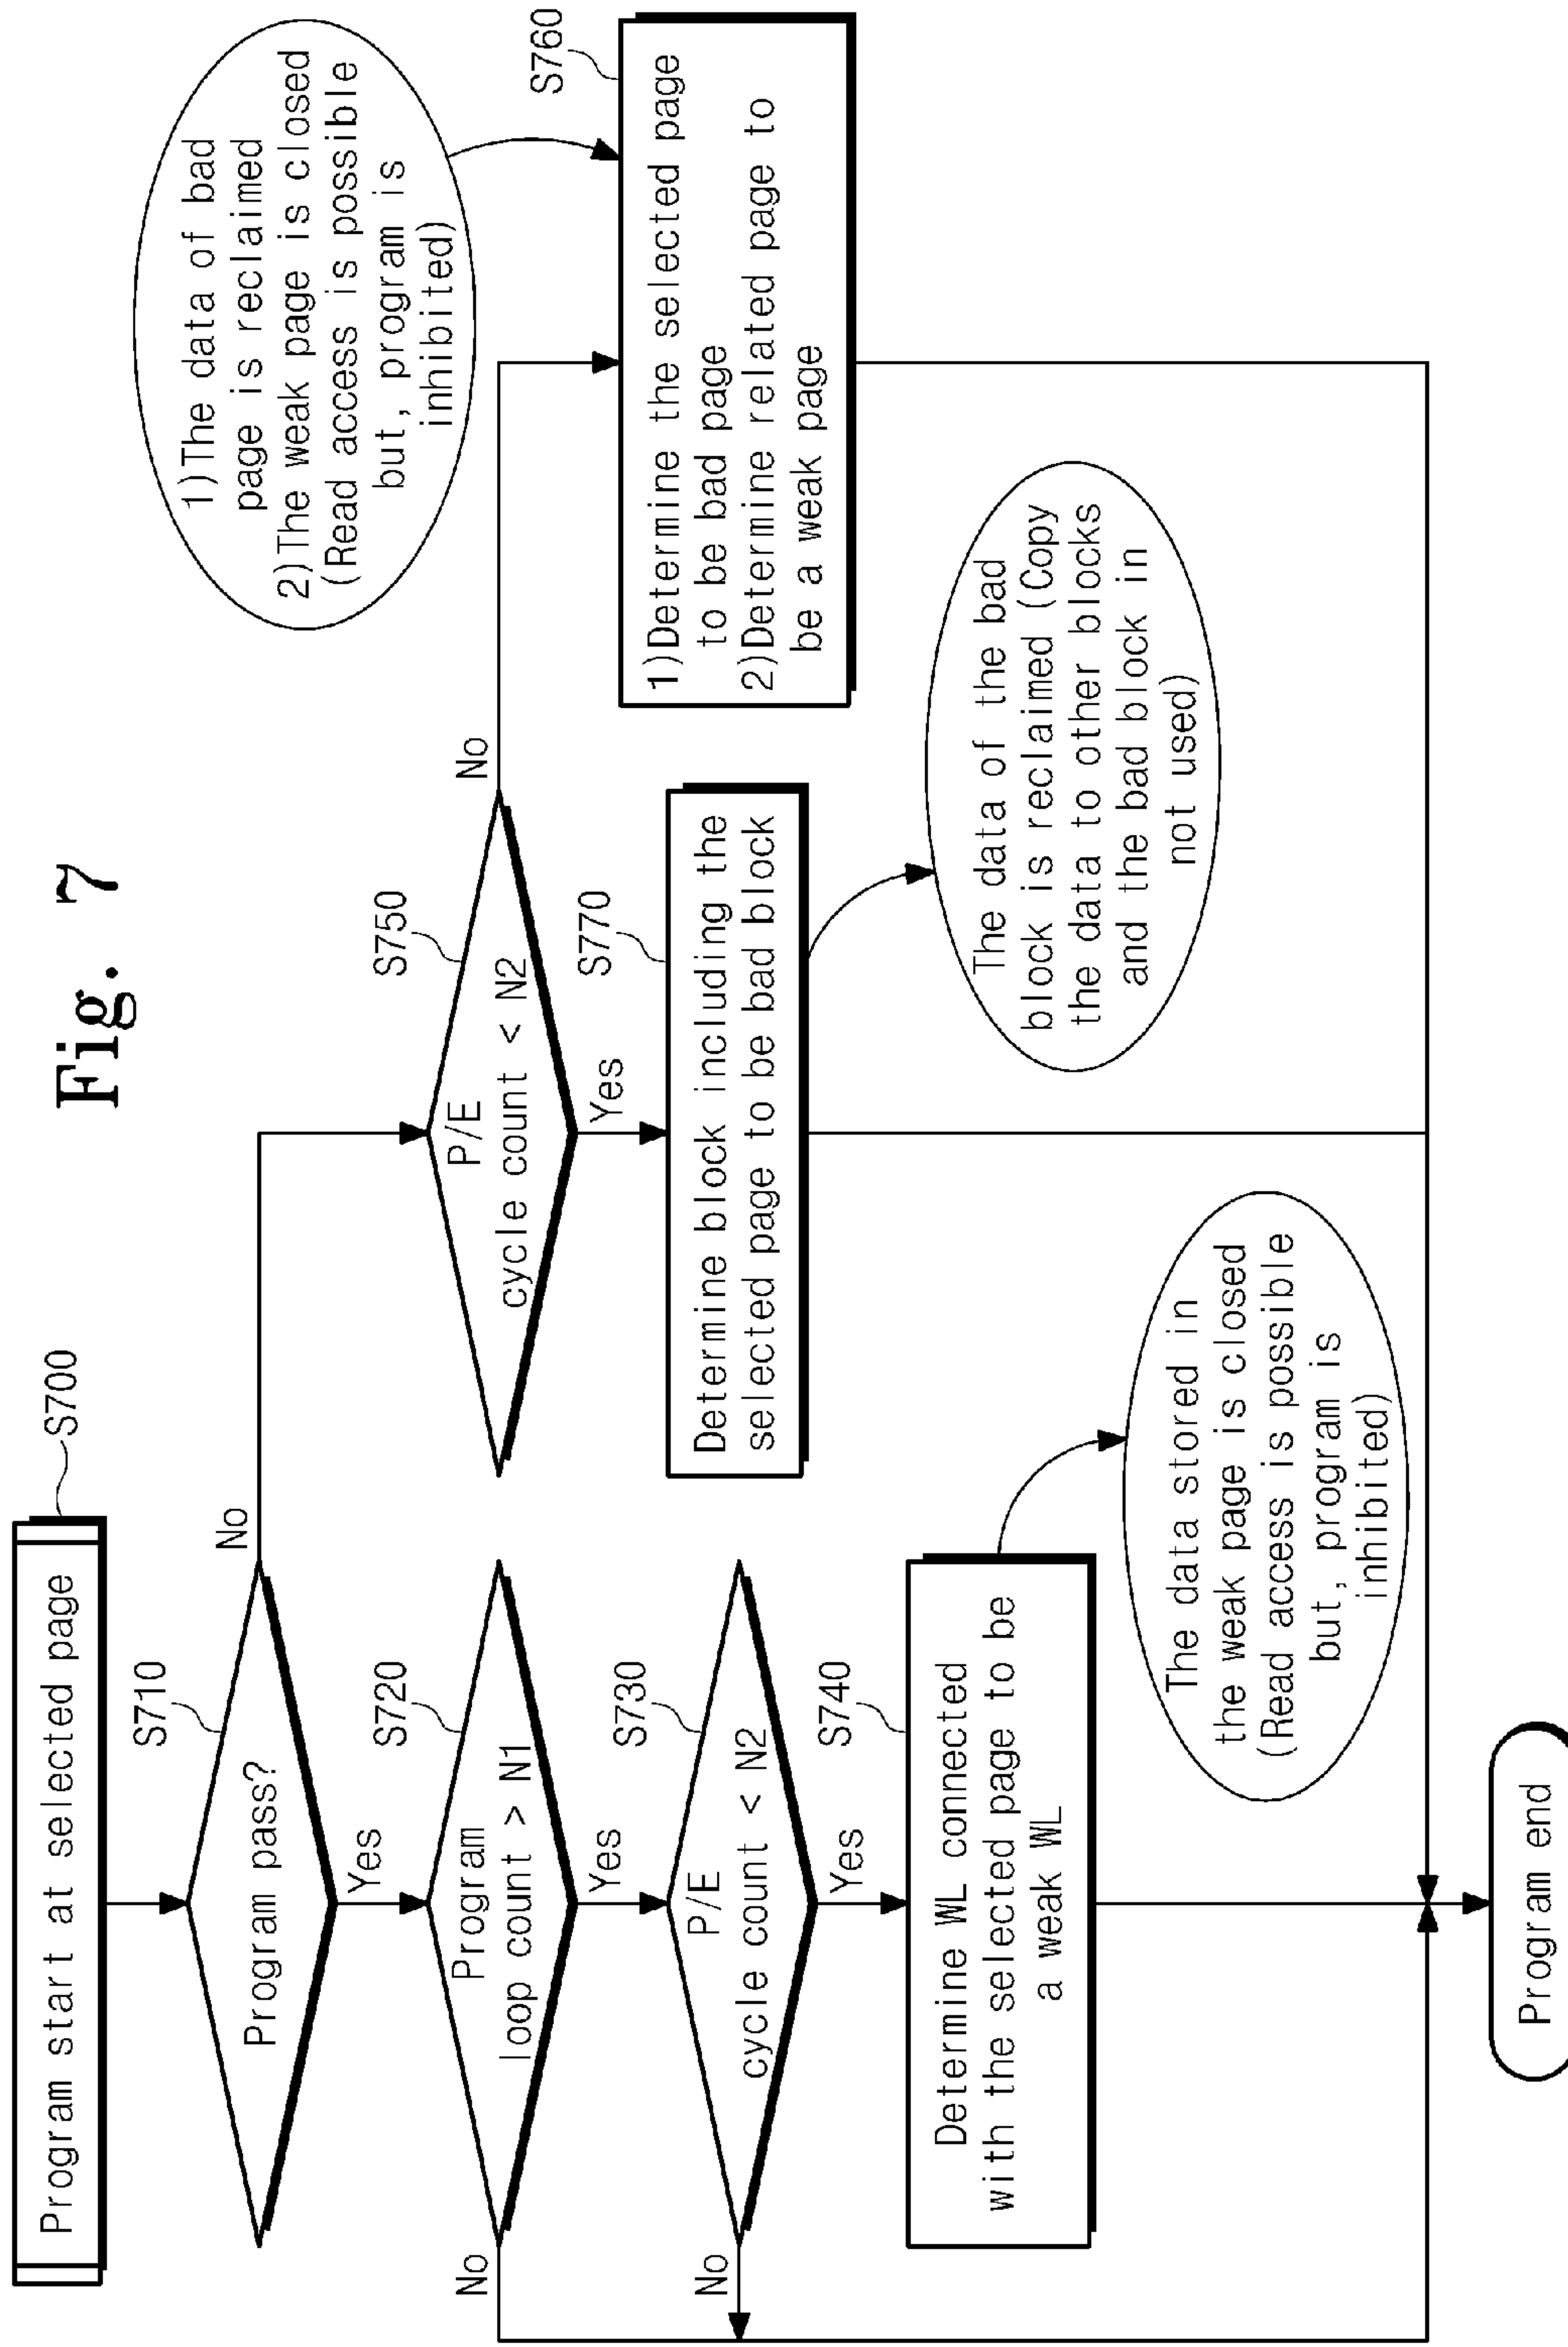 Fig. 7
Program start at selected page
S700
S710
Program pass?
No
Yes
S720
Program
loop count > N1
No
Yes
S730
P/E
cycle count < N2
No
Yes
S740
Determine WL connected
with the selected page to be
a weak WL
The data stored in
the weak page is closed
(Read access is possible
but, program is
inhibited)
S750
P/E
cycle count < N2
No
Yes
S770
Determine block including the
selected page to be bad block
The data of the bad
block is reclaimed (Copy
the data to other blocks
and the bad block in
not used)
1)The data of bad
page is reclaimed
2)The weak page is closed
(Read access is possible
but, program is
inhibited)
S760
1)Determine the selected page
to be bad page
2)Determine related page to
be a weak page
Program end